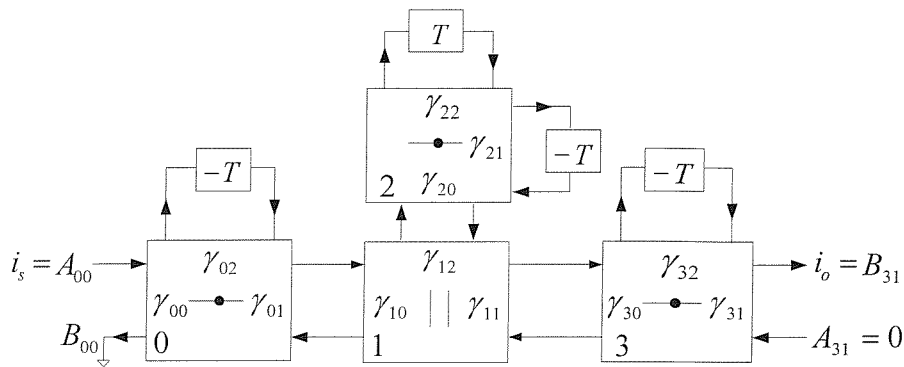 T
γ₂₂
γ₂₁
−T
2
γ₂₀
−T
−T
i_s = A₀₀
γ₀₂
γ₀₀
γ₀₁
B₀₀
0
γ₁₂
γ₁₀
γ₁₁
1
γ₃₂
γ₃₀
γ₃₁
3
i_o = B₃₁
A₃₁ = 0